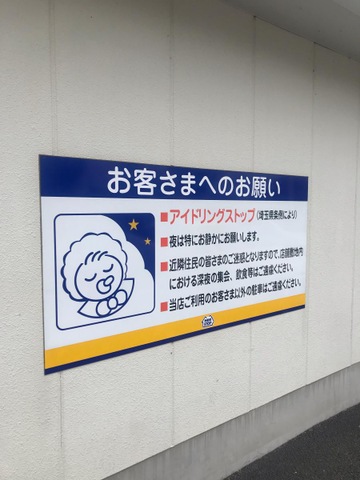 お客さまへのお願い
■アイドリングストップ(埼玉県条例により)
■夜は特にお静かにお願いします。
■近隣住民の皆さまのご迷惑となりますので、店舗敷地内
における深夜の集会、飲食等はご遠慮ください。
■当店ご利用のお客さま以外の駐車はご遠慮ください。